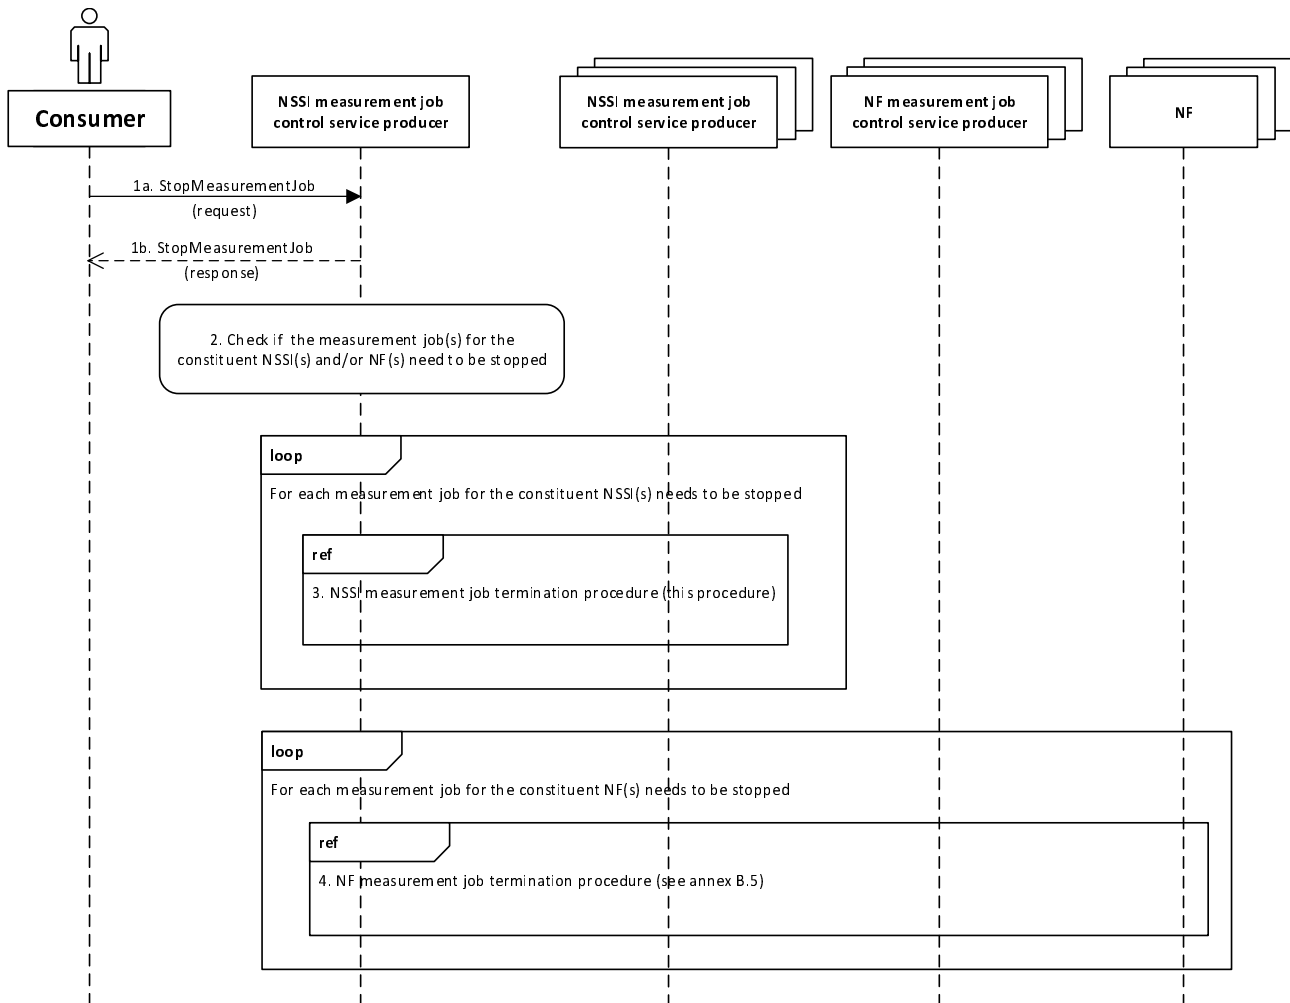 Consumer
NSSI measurement job
control service producer
NSSI measurement job
control service producer
NF measurement job
control service producer
NF
1a. StopMeasurementJob
(request)
1b. StopMeasurementJob
(response)
2. Check if the measurement job(s) for the
constituent NSSI(s) and/or NF(s) need to be stopped
loop
For each measurement job for the constituent NSSI(s) needs to be stopped
ref
3. NSSI measurement job termination procedure (this procedure)
loop
For each measurement job for the constituent NF(s) needs to be stopped
ref
4. NF measurement job termination procedure (see annex B.5)